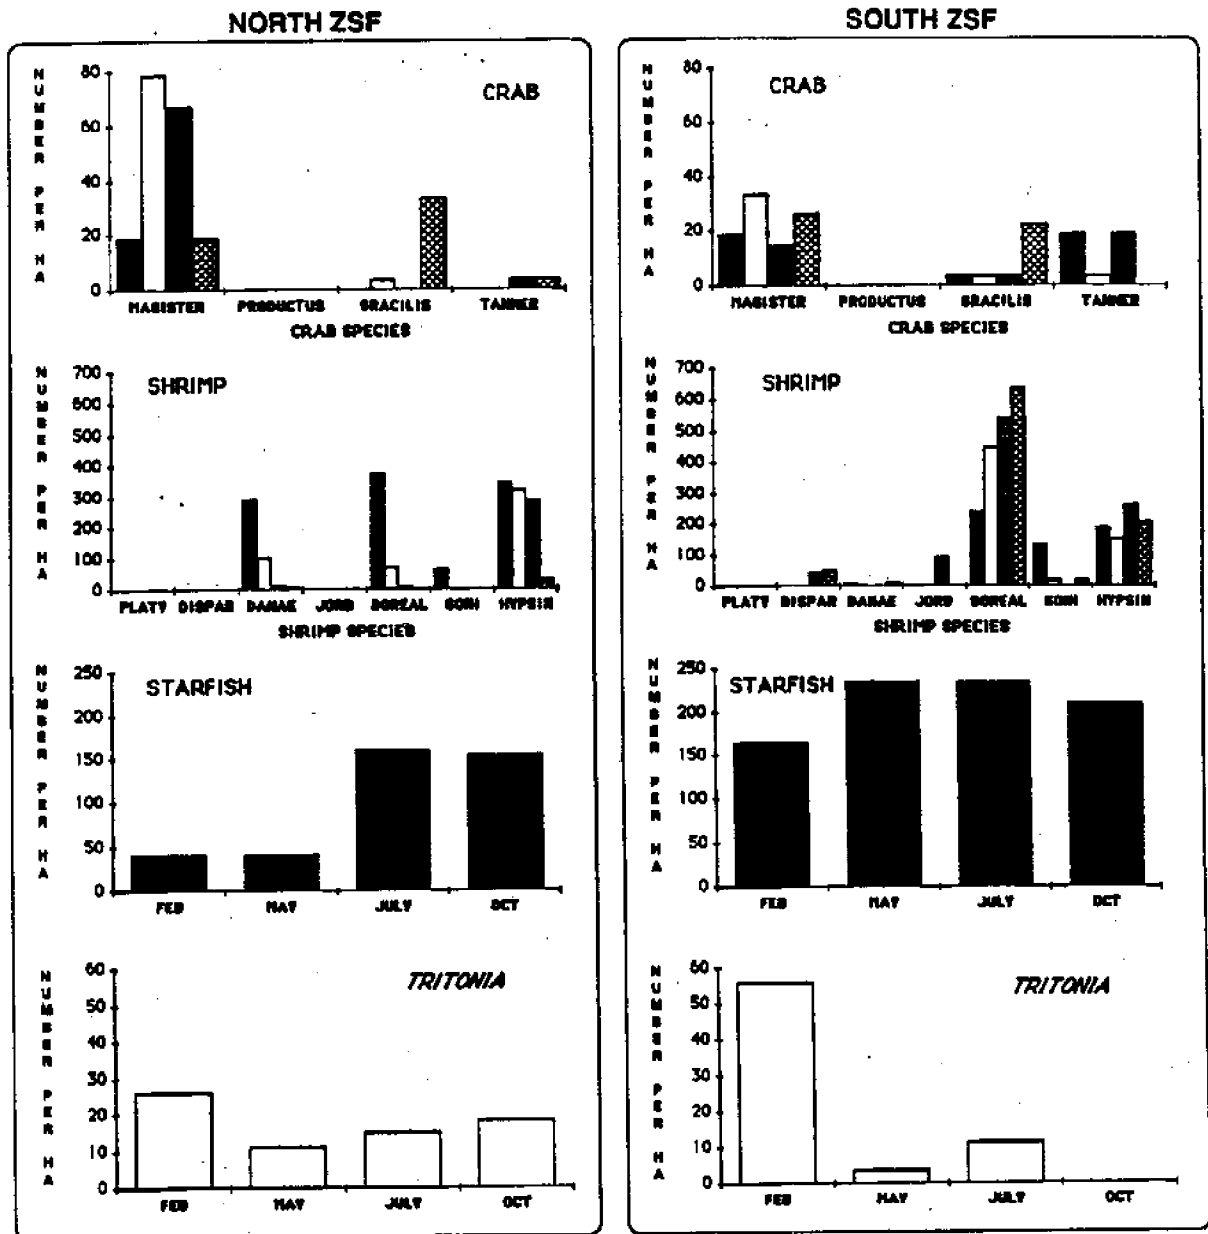 NORTH ZSF
CRAB
NUMBER PER HA
80
60
40
20
0
MAGISTER PRODUCTUS GRACILIS TANNER
CRAB SPECIES
SHRIMP
NUMBER PER HA
700
600
500
400
300
200
100
0
PLATY DISPAR DANAE JORD BOREAL HYPSIN
SHRIMP SPECIES
STARFISH
NUMBER PER HA
250
200
150
100
50
0
FEB MAY JULY OCT
TRITONIA
NUMBER PER HA
60
50
40
30
20
10
0
FEB MAY JULY OCT
SOUTH ZSF
CRAB
NUMBER PER HA
80
60
40
20
0
MAGISTER PRODUCTUS GRACILIS TANNER
CRAB SPECIES
SHRIMP
NUMBER PER HA
700
600
500
400
300
200
100
0
PLATY DISPAR DANAE JORD BOREAL HYPSIN
SHRIMP SPECIES
STARFISH
NUMBER PER HA
250
200
150
100
50
0
FEB MAY JULY OCT
TRITONIA
NUMBER PER HA
60
50
40
30
20
10
0
FEB MAY JULY OCT